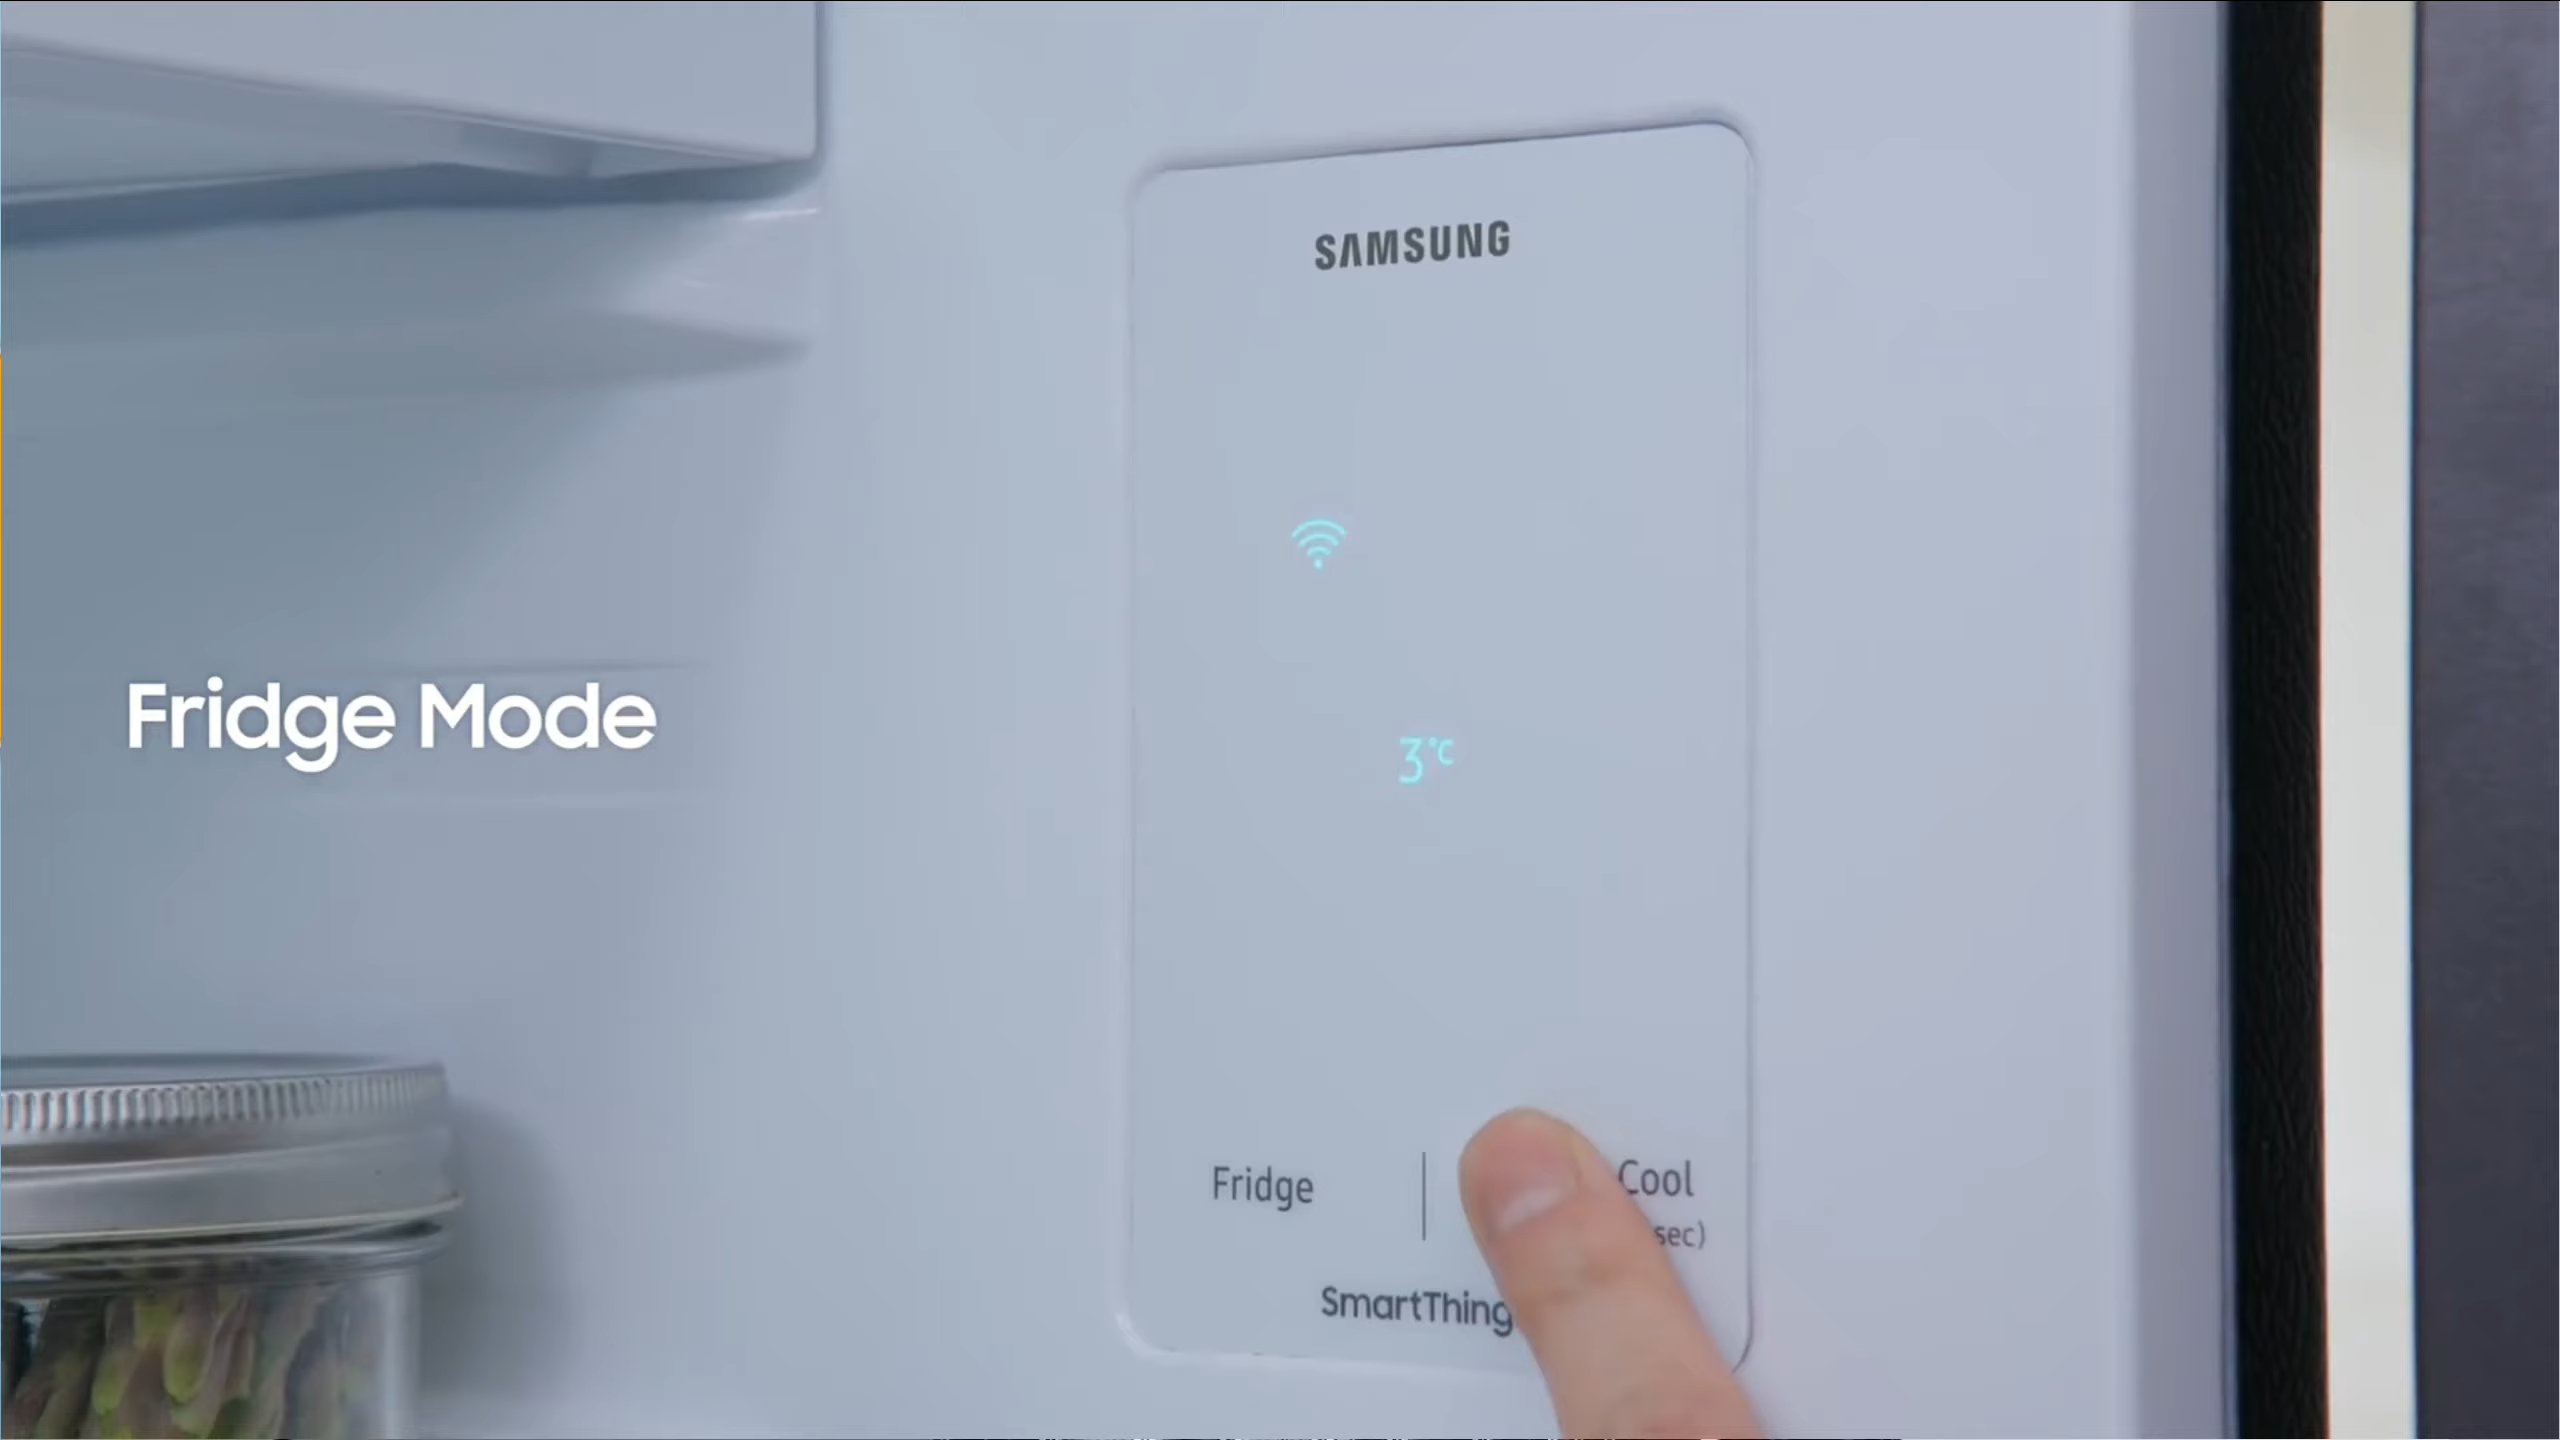 SAMSUNG
Fridge Mode
3°C
Fridge
Cool
sec)
SmartThing